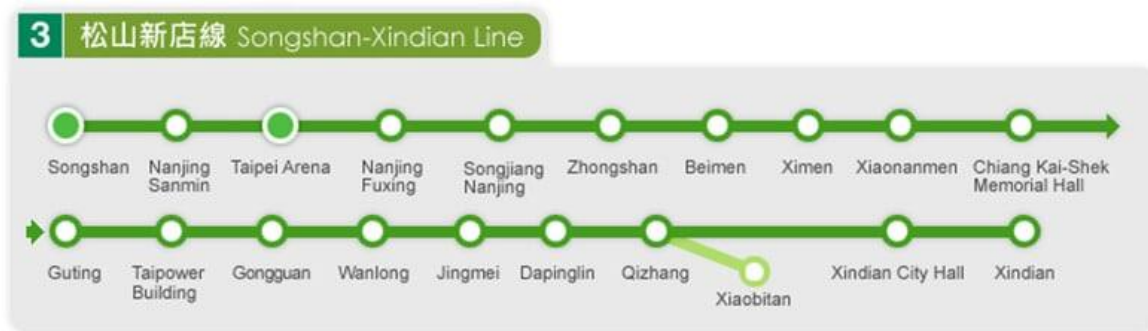 3 松山新店線 Songshan-Xindian Line
Songshan
Nanjing
Sanmin
Taipei Arena
Nanjing
Fuxing
Songjiang
Nanjing
Zhongshan
Beimen
Ximen
Xiaonanmen
Chiang Kai-Shek
Memorial Hall
Guting
Taipower
Building
Gongguan
Wanlong
Jingmei
Dapinglin
Qizhang
Xiaobitan
Xindian City Hall
Xindian